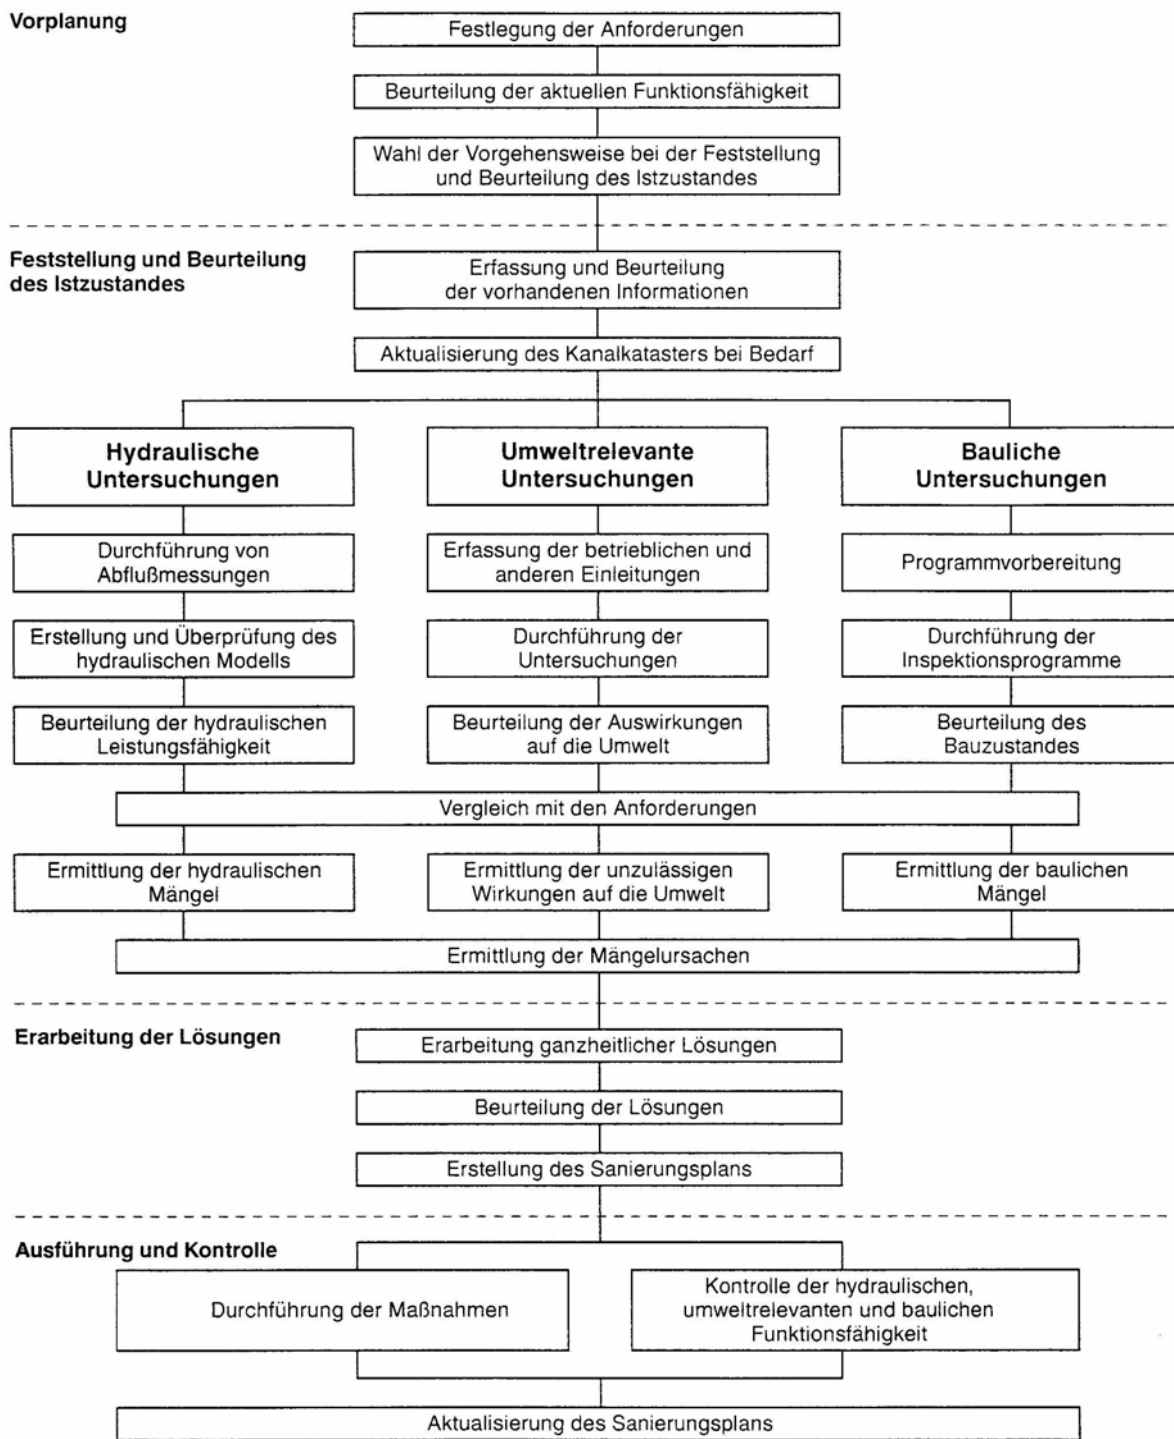 Vorplanung
Festlegung der Anforderungen
Beurteilung der aktuellen Funktionsfähigkeit
Wahl der Vorgehensweise bei der Feststellung
und Beurteilung des Istzustandes
Feststellung und Beurteilung
des Istzustandes
Erfassung und Beurteilung
der vorhandenen Informationen
Aktualisierung des Kanalkatasters bei Bedarf
Hydraulische
Untersuchungen
Umweltrelevante
Untersuchungen
Bauliche
Untersuchungen
Durchführung von
Abflußmessungen
Erfassung der betrieblichen und
anderen Einleitungen
Programmvorbereitung
Erstellung und Überprüfung des
hydraulischen Modells
Durchführung der
Untersuchungen
Durchführung der
Inspektionsprogramme
Beurteilung der hydraulischen
Leistungsfähigkeit
Beurteilung der Auswirkungen
auf die Umwelt
Beurteilung des
Bauzustandes
Vergleich mit den Anforderungen
Ermittlung der hydraulischen
Mängel
Ermittlung der unzulässigen
Wirkungen auf die Umwelt
Ermittlung der baulichen
Mängel
Ermittlung der Mängelursachen
Erarbeitung der Lösungen
Erarbeitung ganzheitlicher Lösungen
Beurteilung der Lösungen
Erstellung des Sanierungsplans
Ausführung und Kontrolle
Durchführung der Maßnahmen
Kontrolle der hydraulischen,
umweltrelevanten und baulichen
Funktionsfähigkeit
Aktualisierung des Sanierungsplans